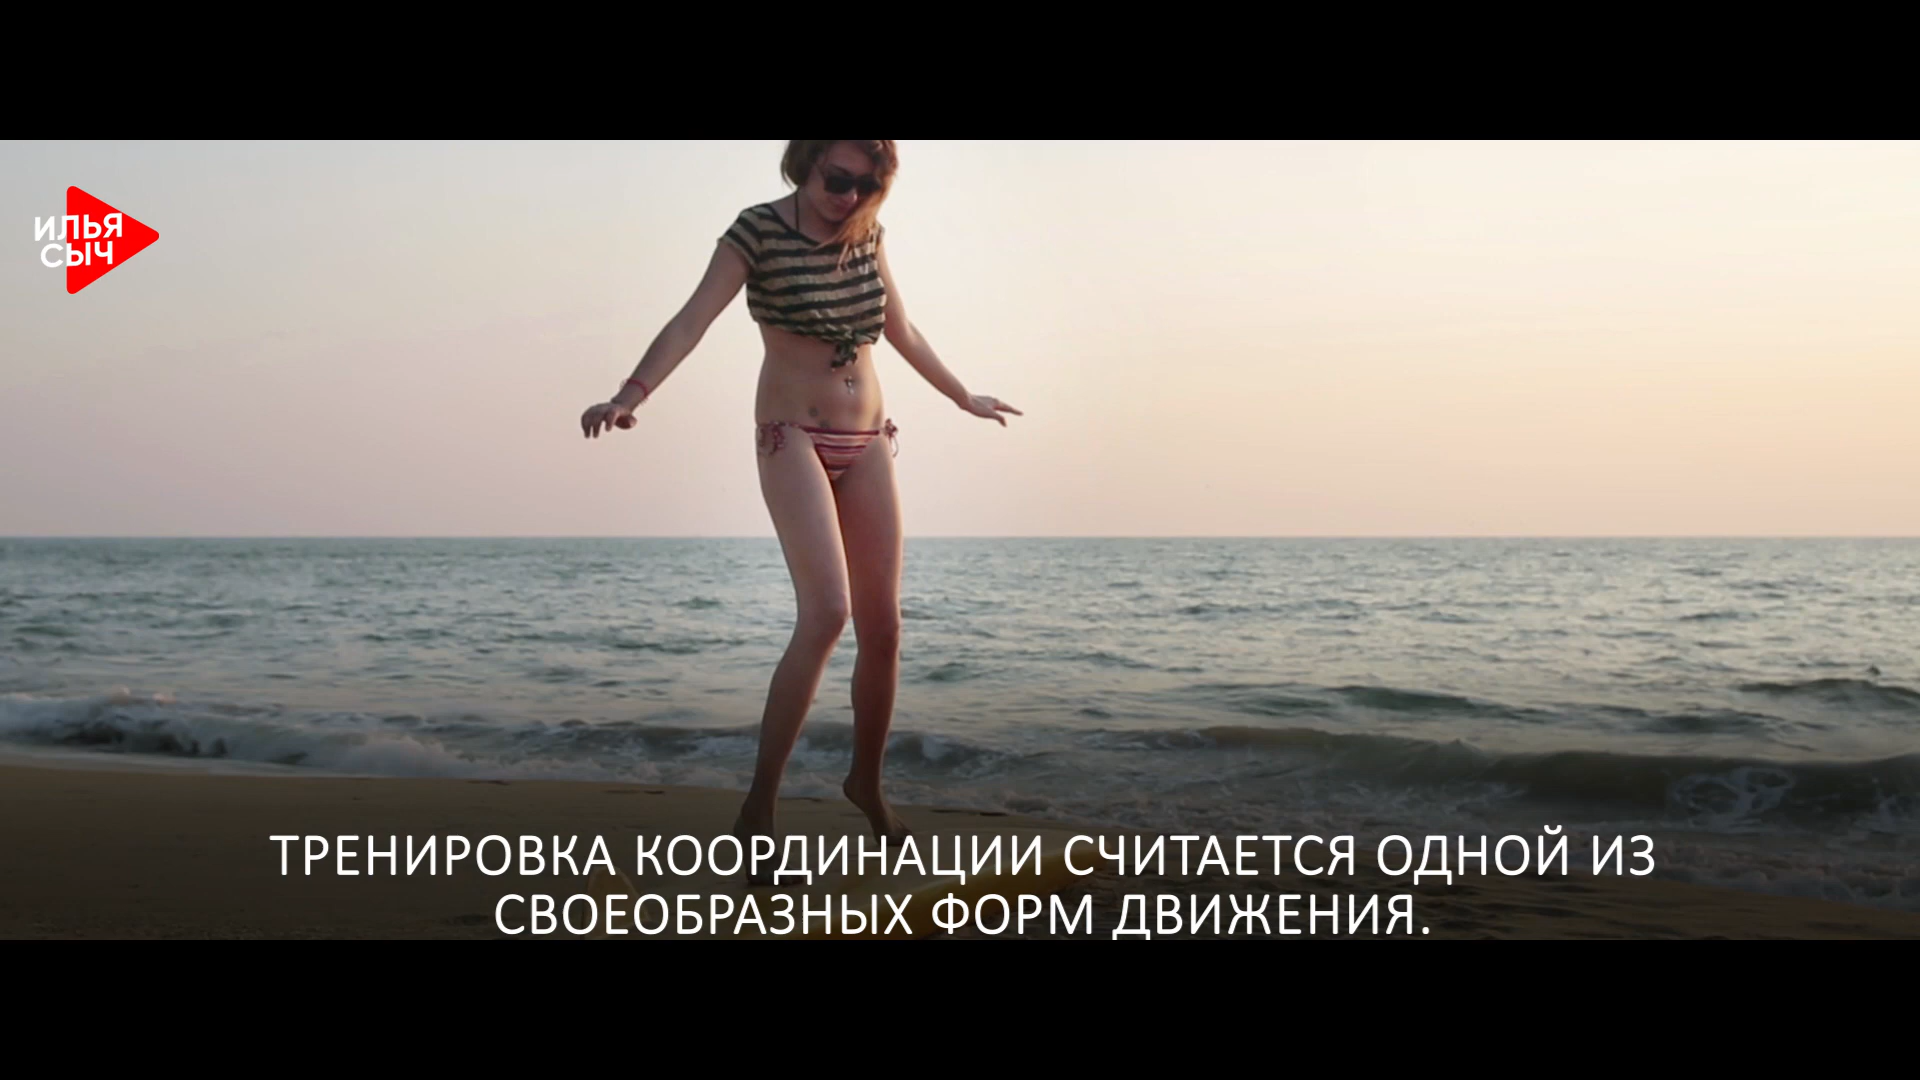 ИЛЬЯ
СЫЧ
ТРЕНИРОВКА КООРДИНАЦИИ СЧИТАЕТСЯ ОДНОЙ ИЗ
СВОЕОБРАЗНЫХ ФОРМ ДВИЖЕНИЯ.